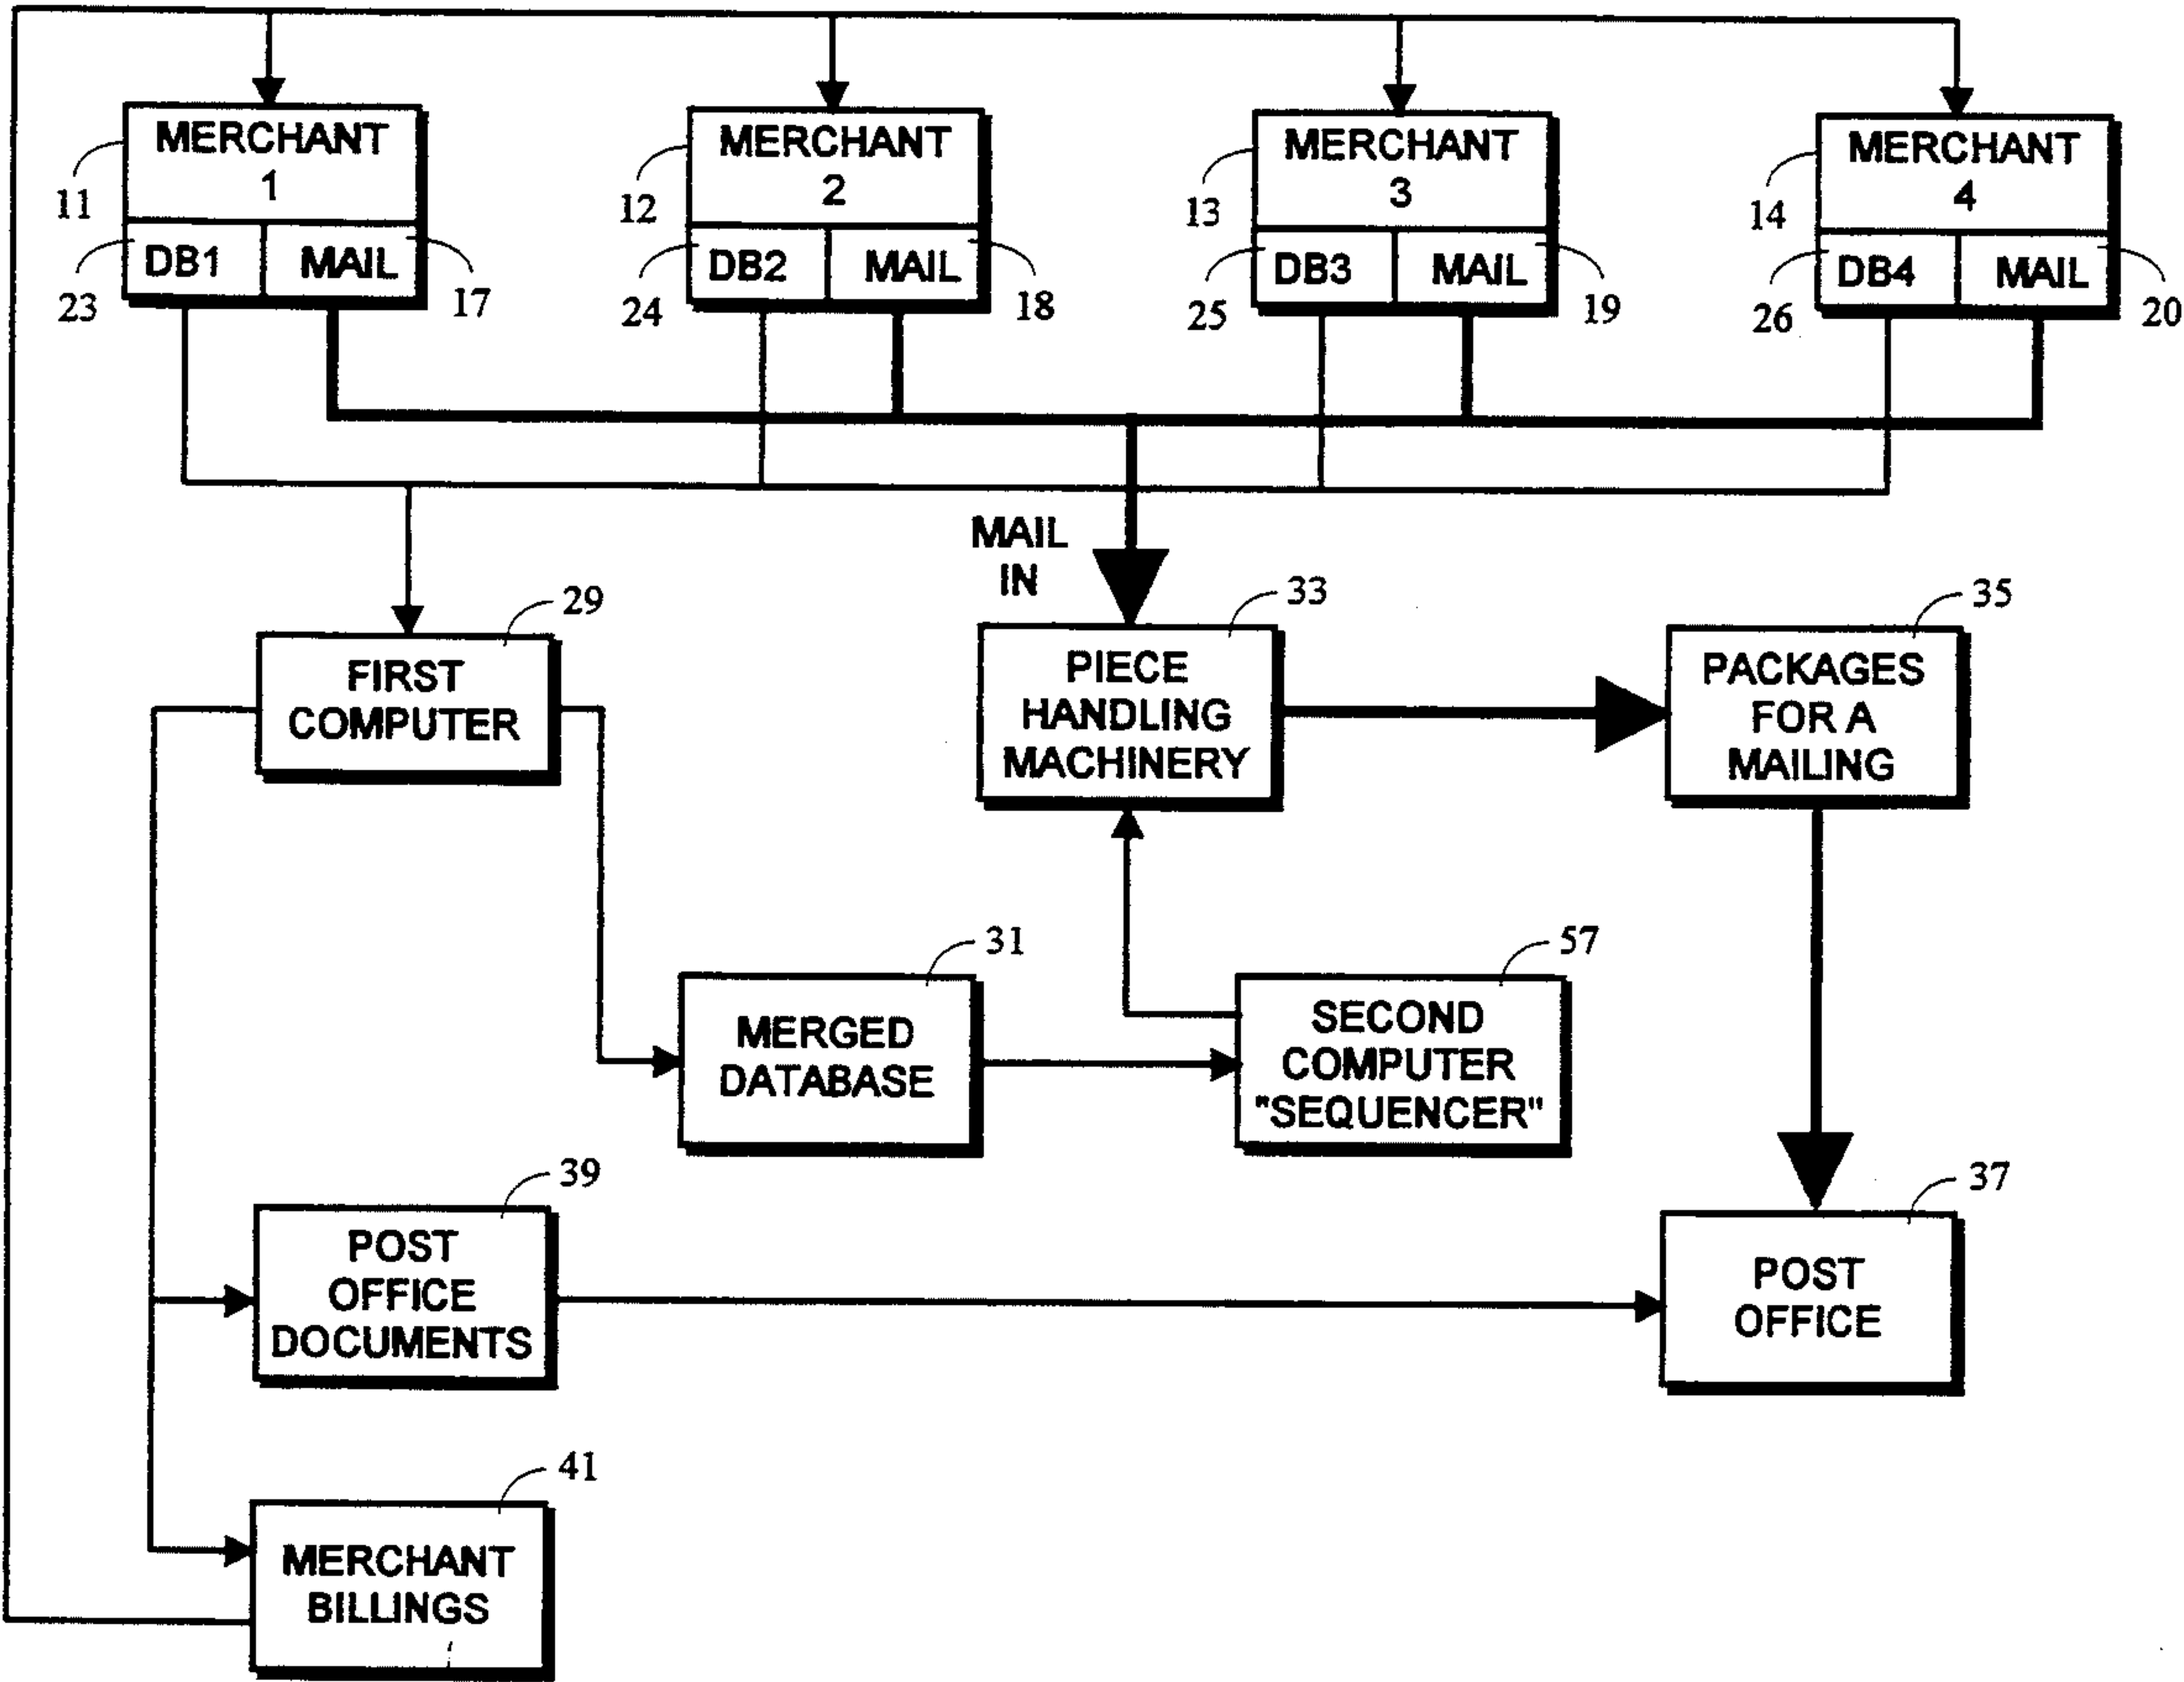 MERCHANT
1
11
DB1
MAIL
23
17
MERCHANT
2
12
DB2
MAIL
24
18
MERCHANT
3
13
DB3
MAIL
25
19
MERCHANT
4
14
DB4
MAIL
26
20
MAIL
IN
29
FIRST
COMPUTER
33
PIECE
HANDLING
MACHINERY
35
PACKAGES
FOR A
MAILING
31
MERGED
DATABASE
57
SECOND
COMPUTER
"SEQUENCER"
39
POST
OFFICE
DOCUMENTS
37
POST
OFFICE
41
MERCHANT
BILLINGS